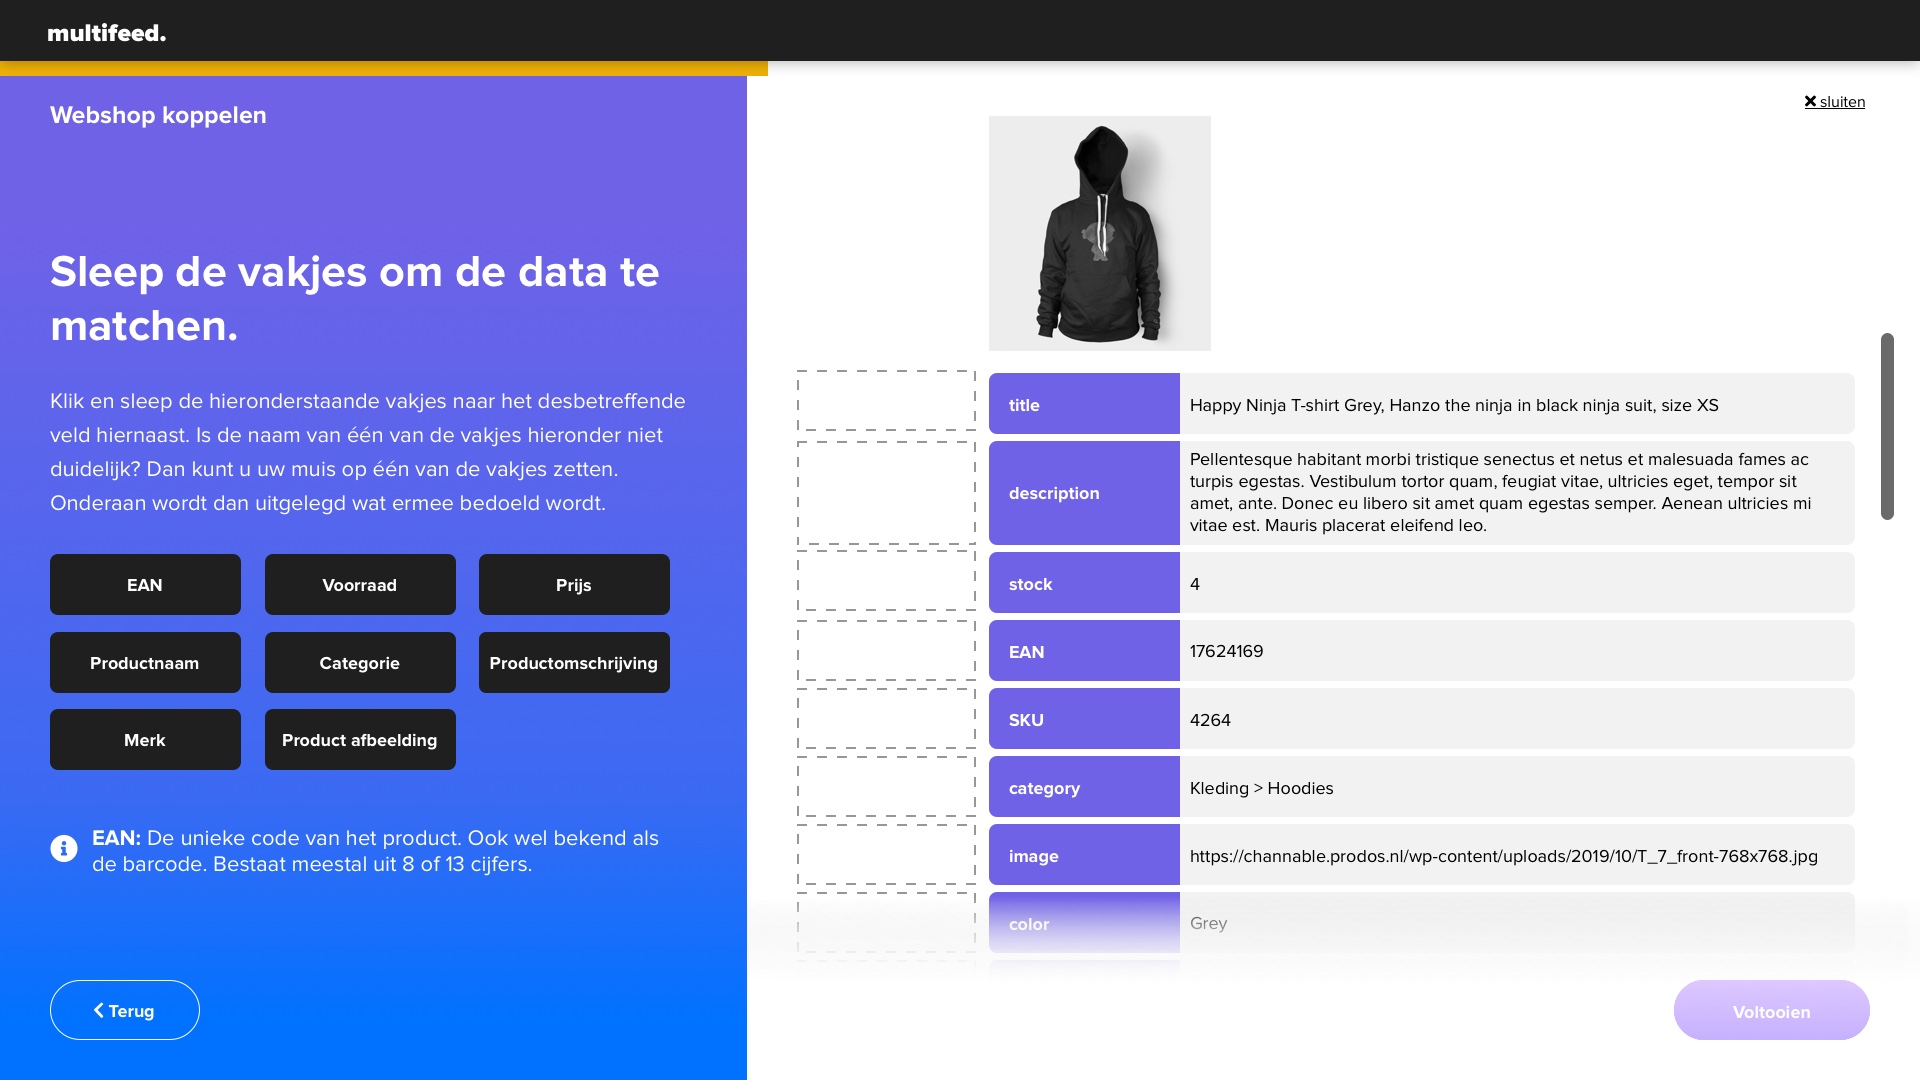 multifeed.
Webshop koppelen
Sleep de vakjes om de data te
matchen.
Klik en sleep de hieronderstaande vakjes naar het desbetreffende
veld hiernaast. Is de naam van één van de vakjes hieronder niet
duidelijk? Dan kunt u uw muis op één van de vakjes zetten.
Onderaan wordt dan uitgelegd wat ermee bedoeld wordt.
EAN Voorraad Prijs
Productnaam Categorie Productomschrijving
Merk Product afbeelding
EAN: De unieke code van het product. Ook wel bekend als
de barcode. Bestaat meestal uit 8 of 13 cijfers.
Terug
sluiten
title Happy Ninja T-shirt Grey, Hanzo the ninja in black ninja suit, size XS
description
Pellentesque habitant morbi tristique senectus et netus et malesuada fames ac
turpis egestas. Vestibulum tortor quam, feugiat vitae, ultricies eget, tempor sit
amet, ante. Donec eu libero sit amet quam egestas semper. Aenean ultricies mi
vitae est. Mauris placerat eleifend leo.
stock 4
EAN 17624169
SKU 4264
category Kleding > Hoodies
image https://channable.prodos.nl/wp-content/uploads/2019/10/T_7_front-768x768.jpg
color Grey
Voltooien